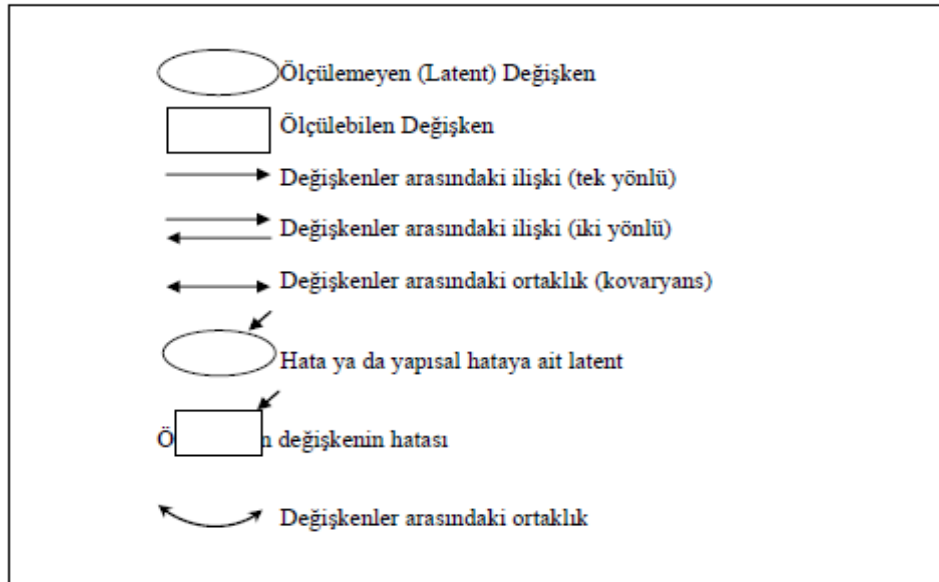 Ölçülemeyen (Latent) Değişken
Ölçülebilen Değişken
Değişkenler arasındaki ilişki (tek yönlü)
Değişkenler arasındaki ilişki (iki yönlü)
Değişkenler arasındaki ortaklık (kovaryans)
Hata ya da yapısal hataya ait latent
değişkenin hatası
Değişkenler arasındaki ortaklık